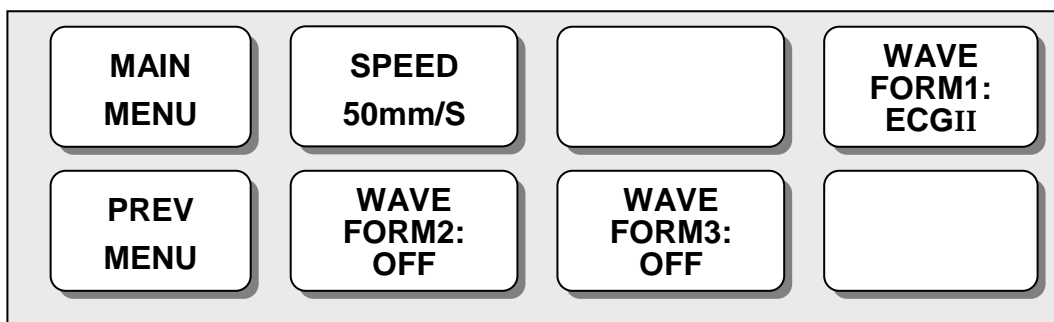 MAIN
MENU
SPEED
50mm/S
WAVE
FORM1:
ECGII
PREV
MENU
WAVE
FORM2:
OFF
WAVE
FORM3:
OFF